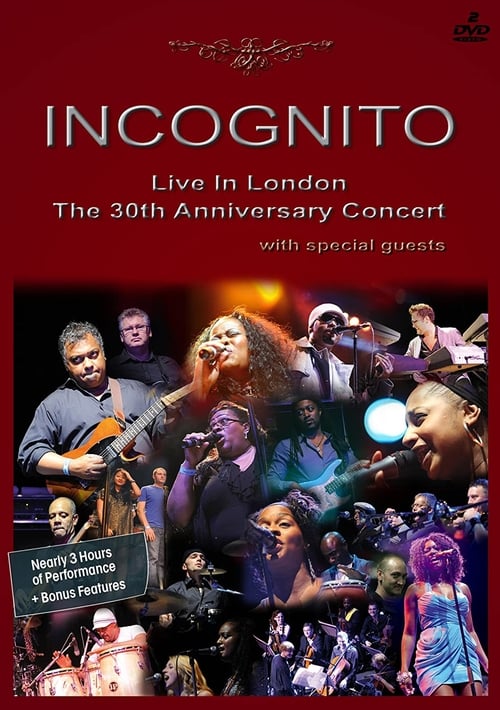 2
DVD
VIDEO
INCOGNITO
Live In London
The 30th Anniversary Concert
with special guests
Nearly 3 Hours
of Performance
+ Bonus Features